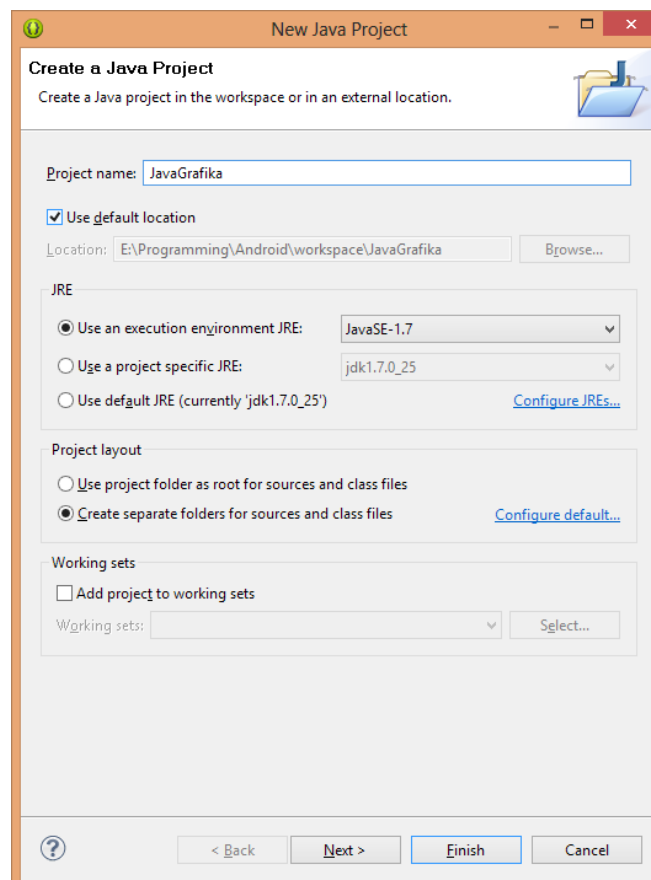 New Java Project
Create a Java Project
Create a Java project in the workspace or in an external location.
Project name: JavaGrafika
Use default location
Location: E:\Programming\Android\workspace\JavaGrafika Browse...
JRE
Use an execution environment JRE: JavaSE-1.7
Use a project specific JRE: jdk1.7.0_25
Use default JRE (currently 'jdk1.7.0_25') Configure JREs...
Project layout
Use project folder as root for sources and class files
Create separate folders for sources and class files Configure default...
Working sets
Add project to working sets
Working sets: Select...
< Back Next > Finish Cancel